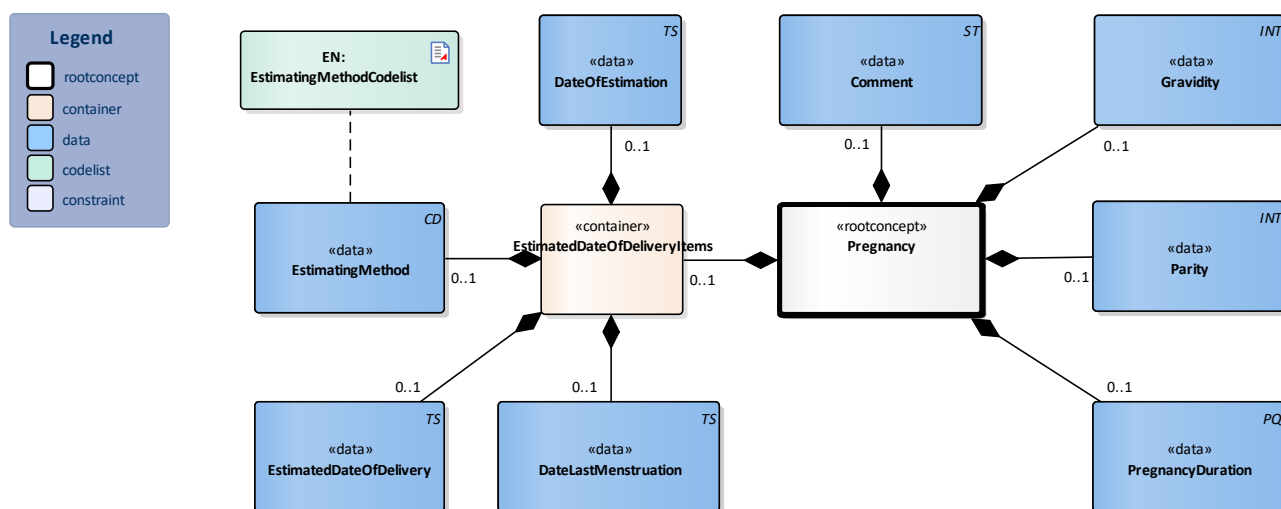 Legend
rootconcept
container
data
codelist
constraint
EN:
EstimatingMethodCodelist
TS
«data»
DateOfEstimation
0..1
ST
«data»
Comment
0..1
INT
«data»
Gravidity
0..1
CD
«data»
EstimatingMethod
0..1
«container»
EstimatedDateOfDeliveryItems
0..1
«rootconcept»
Pregnancy
INT
«data»
Parity
0..1
0..1
TS
«data»
EstimatedDateOfDelivery
0..1
TS
«data»
DateLastMenstruation
0..1
PQ
«data»
PregnancyDuration